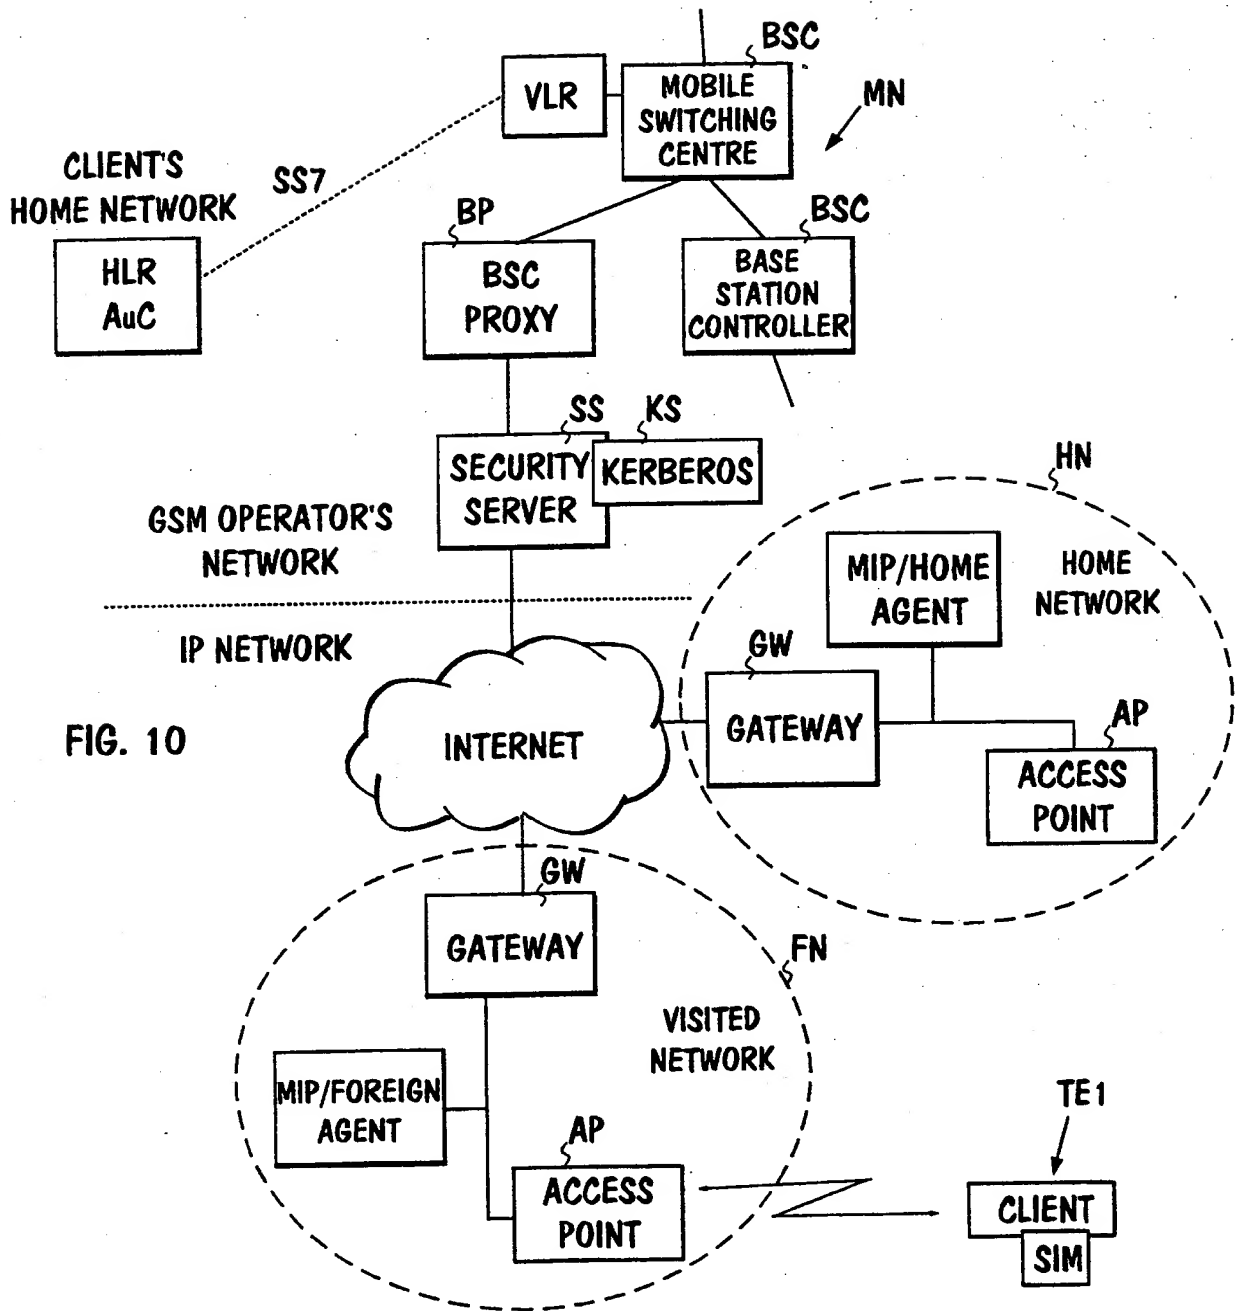 BSC
VLR
MOBILE
SWITCHING
CENTRE
MN
CLIENT'S
HOME NETWORK
SS7
HLR
AuC
BP
BSC
PROXY
BSC
BASE
STATION
CONTROLLER
SS
KS
SECURITY
SERVER
KERBEROS
GSM OPERATOR'S
NETWORK
IP NETWORK
HN
MIP/HOME
AGENT
HOME
NETWORK
GW
GATEWAY
AP
ACCESS
POINT
FIG. 10
INTERNET
GW
GATEWAY
FN
VISITED
NETWORK
MIP/FOREIGN
AGENT
AP
ACCESS
POINT
TE1
CLIENT
SIM